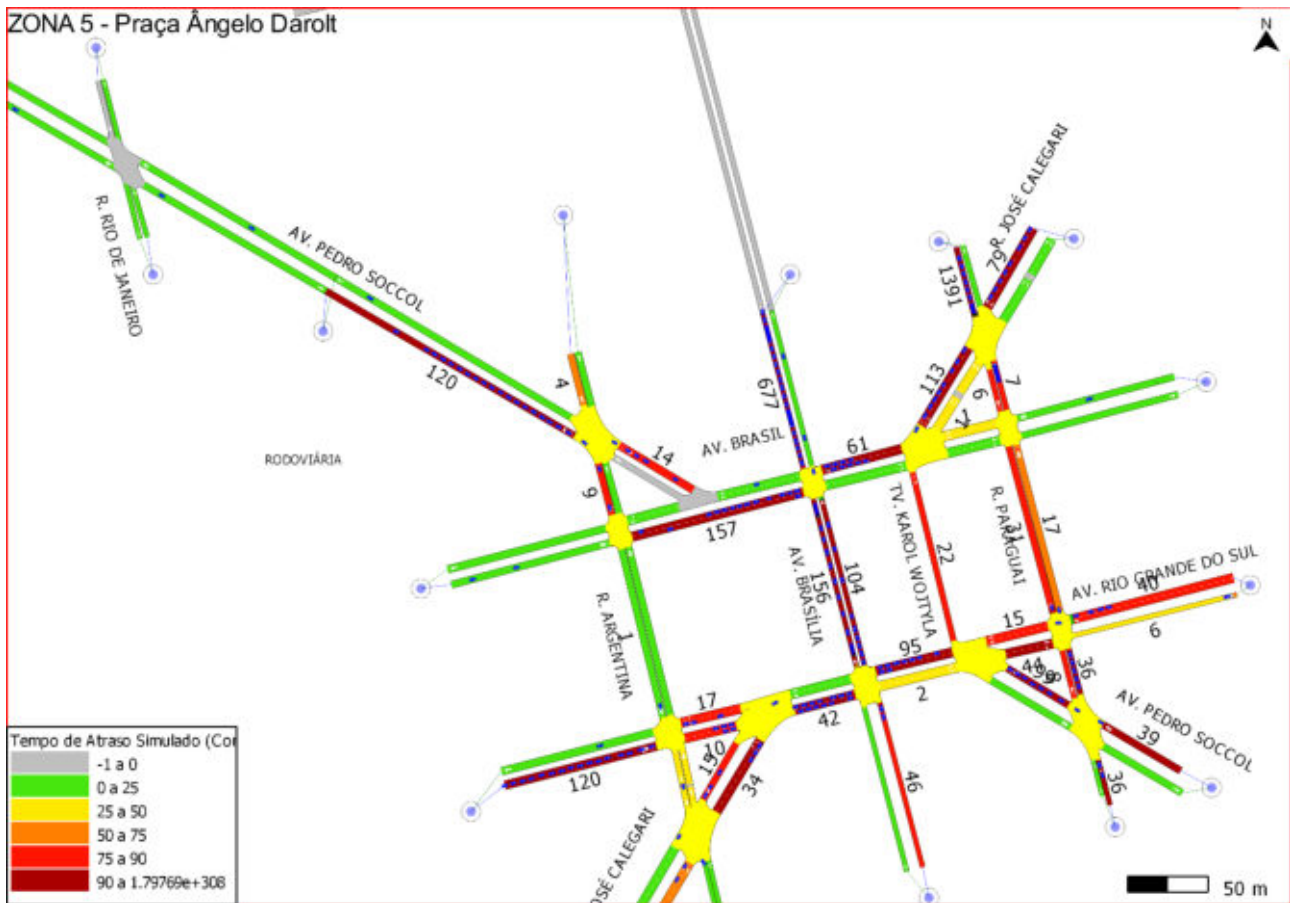 ZONA 5 - Praça Ângelo Darolt
N
R. JOSÉ CALEGARI
79
1391
R. RIO DE JANEIRO
AV. PEDRO SOCCOL
120
4
677
113
6
7
AV. BRASIL
61
14
RODOVIÁRIA
9
157
TV. KAROL WOJTYLA
R. PARAGUAI
17
22
156
104
AV. BRASÍLIA
AV. RIO GRANDE DO SUL
40
R. ARGENTINA
1
15
95
6
44
36
2
17
42
10
AV. PEDRO SOCCOL
39
120
34
46
36
JOSÉ CALEGARI
Tempo de Atraso Simulado (Cor
-1 a 0
0 a 25
25 a 50
50 a 75
75 a 90
90 a 1.79769e+308
50 m